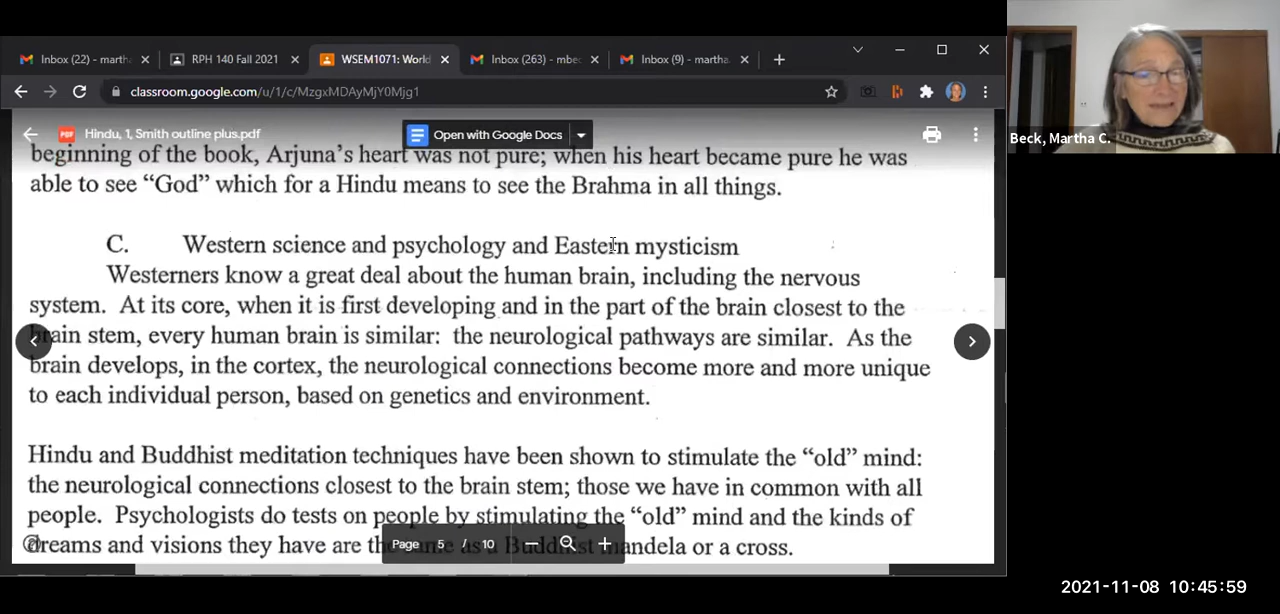 Inbox (22) - marth
RPH 140 Fall 2021
WSEM1071: World
Inbox (263) - mbec
Inbox (9) - martha
classroom.google.com/u/1/c/MzgxMDAyMjY0Mjg1
Hindu, 1, Smith outline plus.pdf
Open with Google Docs
Beck, Martha C.
beginning of the book, Arjuna's heart was not pure; when his heart became pure he was
able to see “God” which for a Hindu means to see the Brahma in all things.
C. Western science and psychology and Eastern mysticism
Westerners know a great deal about the human brain, including the nervous
system. At its core, when it is first developing and in the part of the brain closest to the
brain stem, every human brain is similar: the neurological pathways are similar. As the
brain develops, in the cortex, the neurological connections become more and more unique
to each individual person, based on genetics and environment.
Hindu and Buddhist meditation techniques have been shown to stimulate the “old” mind:
the neurological connections closest to the brain stem; those we have in common with all
people. Psychologists do tests on people by stimulating the “old” mind and the kinds of
dreams and visions they have are the same as a Buddhist mandela or a cross.
Page 5 / 10
2021-11-08 10:45:59